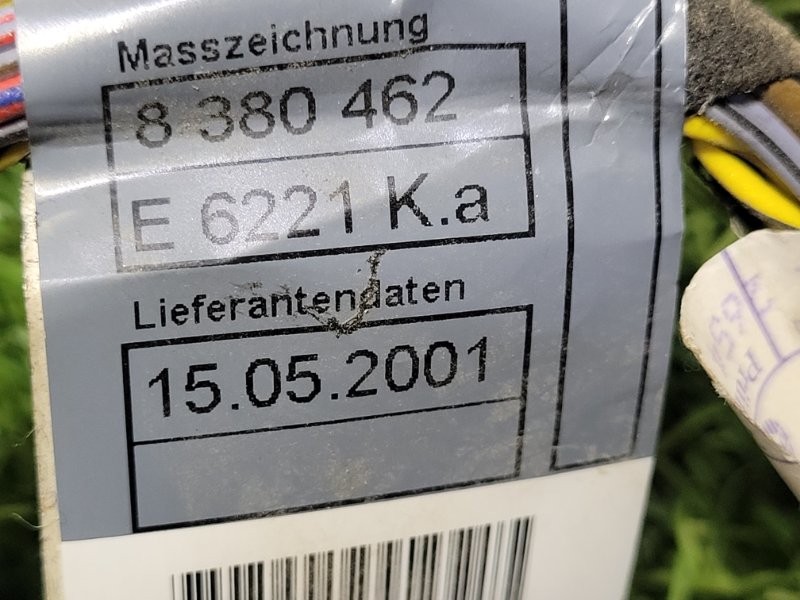 Masszeichnung
8 380 462
E 6221 K.a
Lieferantendaten
15.05.2001